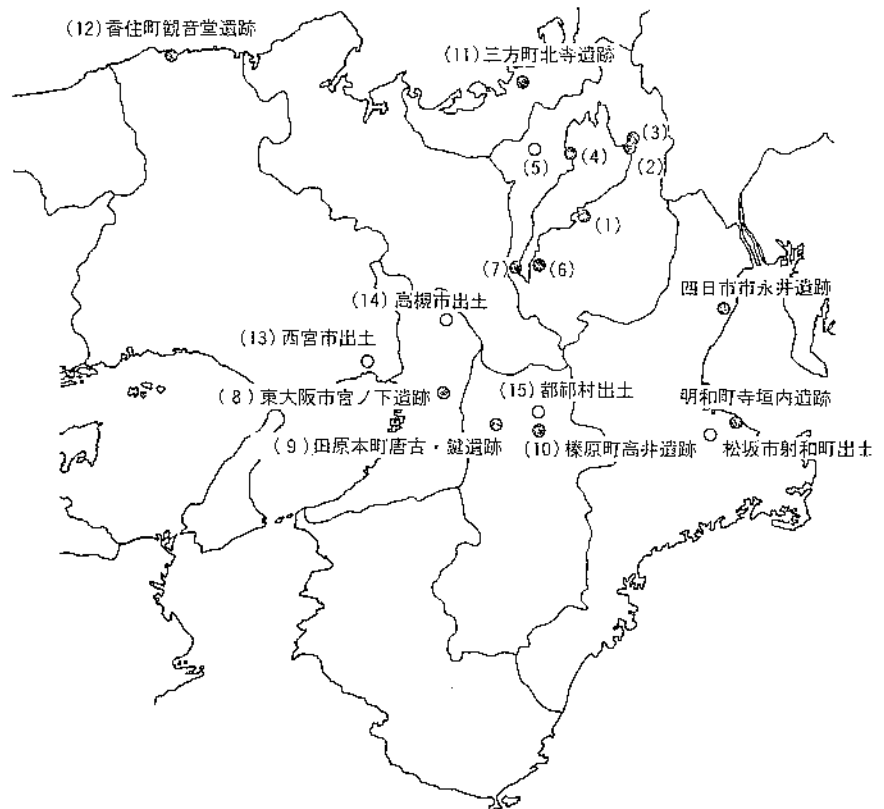 (12) 香住町観音堂遺跡
(11) 三方町北寺遺跡
(3)
(2)
(4)
(5)
(1)
(7)
(6)
四日市市永井遺跡
(14) 高槻市出土
(13) 西宮市出土
(15) 都祁村出土
(8) 東大阪市宮ノ下遺跡
明和町寺垣内遺跡
(9) 田原本町唐古・鍵遺跡
(10) 榛原町高井遺跡
松坂市射和町出土